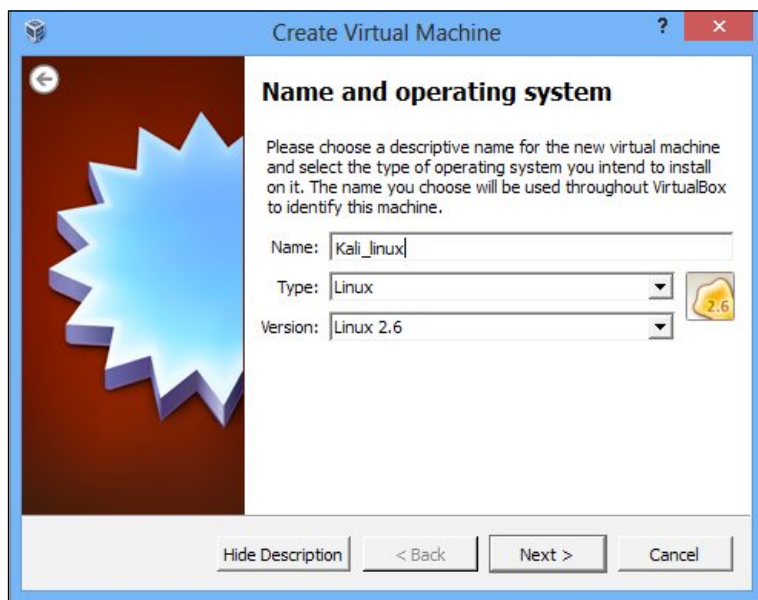 Create Virtual Machine
?
Name and operating system
Please choose a descriptive name for the new virtual machine
and select the type of operating system you intend to install
on it. The name you choose will be used throughout VirtualBox
to identify this machine.
Name: Kali_linux
Type: Linux
2.6
Version: Linux 2.6
Hide Description < Back Next > Cancel